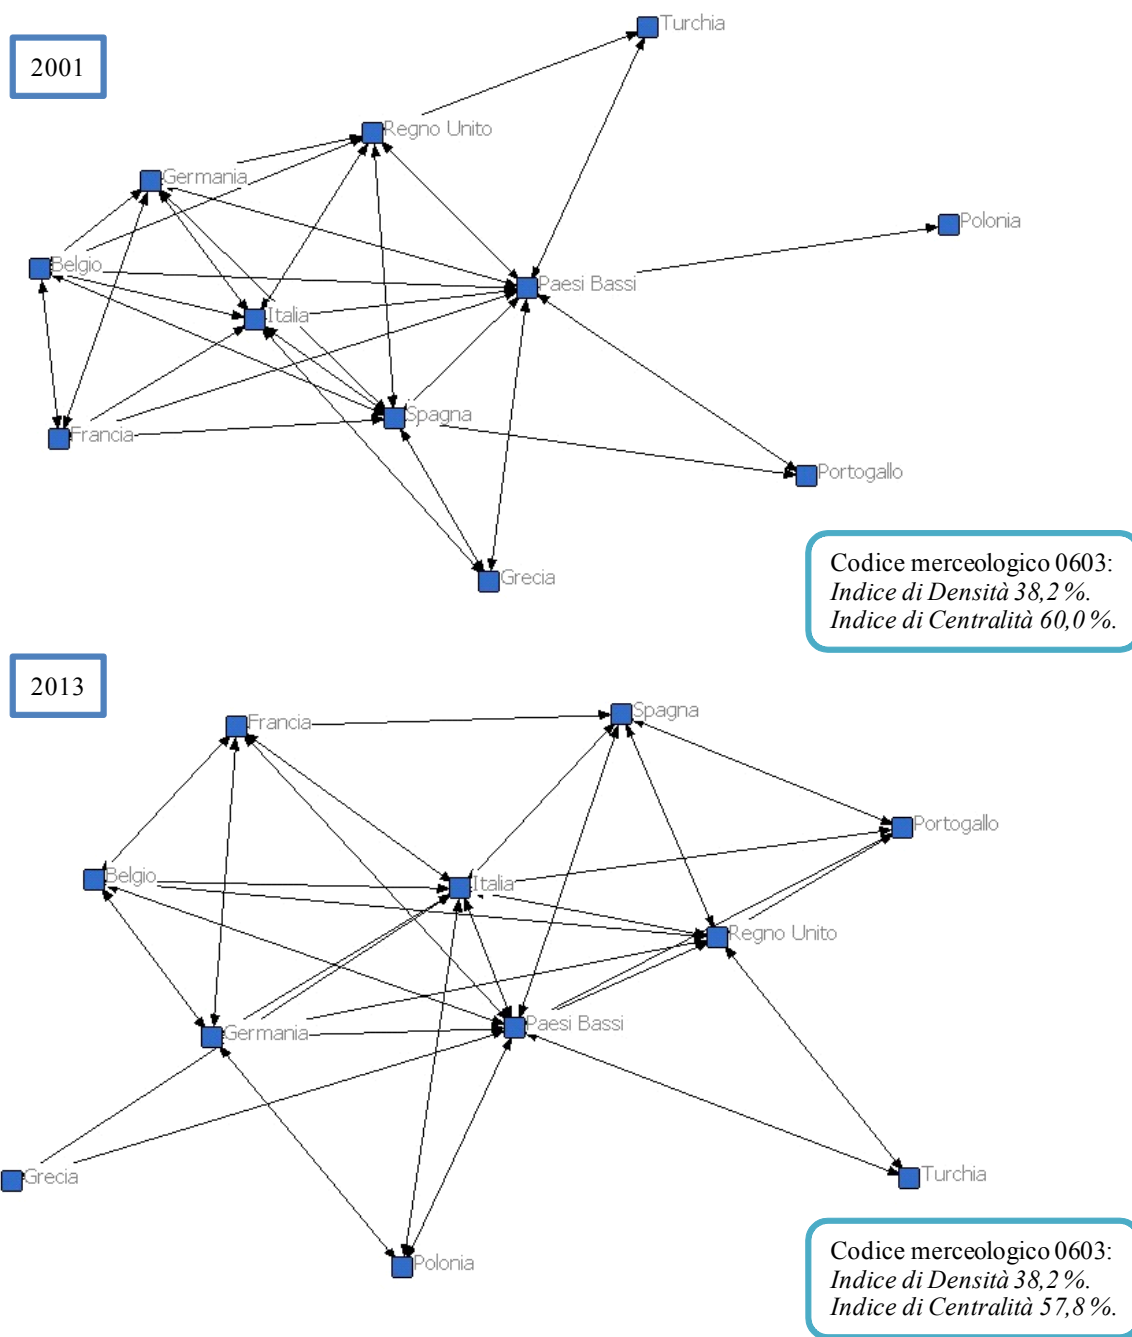 2001
Turchia
Regno Unito
Germania
Polonia
Belgio
Paesi Bassi
Italia
Spagna
Francia
Portogallo
Grecia
Codice merceologico 0603:
Indice di Densità 38,2%.
Indice di Centralità 60,0%.
2013
Francia
Spagna
Portogallo
Belgio
Italia
Regno Unito
Germania
Paesi Bassi
Grecia
Turchia
Polonia
Codice merceologico 0603:
Indice di Densità 38,2%.
Indice di Centralità 57,8%.